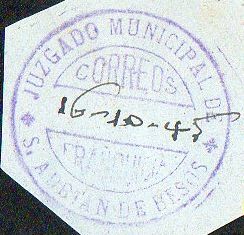 JUZGADO MUNICIPAL DE
CORREOS
16-10-45
FRANQUICIA
S. ADRIAN DE BESOS